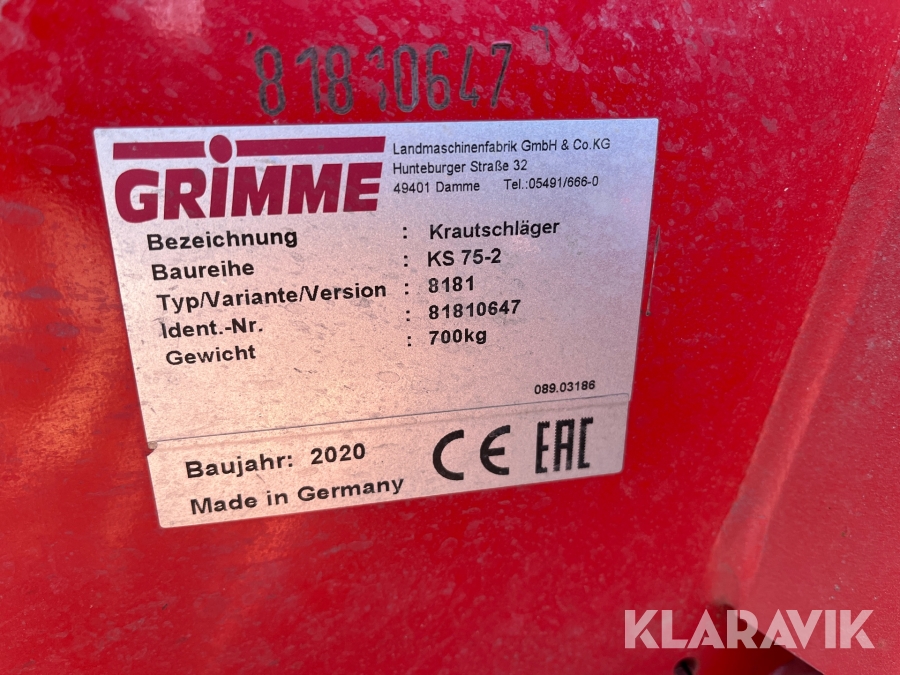 81810647
GRIMME
Landmaschinenfabrik GmbH & Co.KG
Hunteburger Straße 32
49401 Damme Tel.:05491/666-0
Bezeichnung : Krautschläger
Baureihe : KS 75-2
Typ/Variante/Version : 8181
Ident.-Nr. : 81810647
Gewicht : 700kg
089.03186
Baujahr: 2020
Made in Germany
CE EAC
KLARAVIK